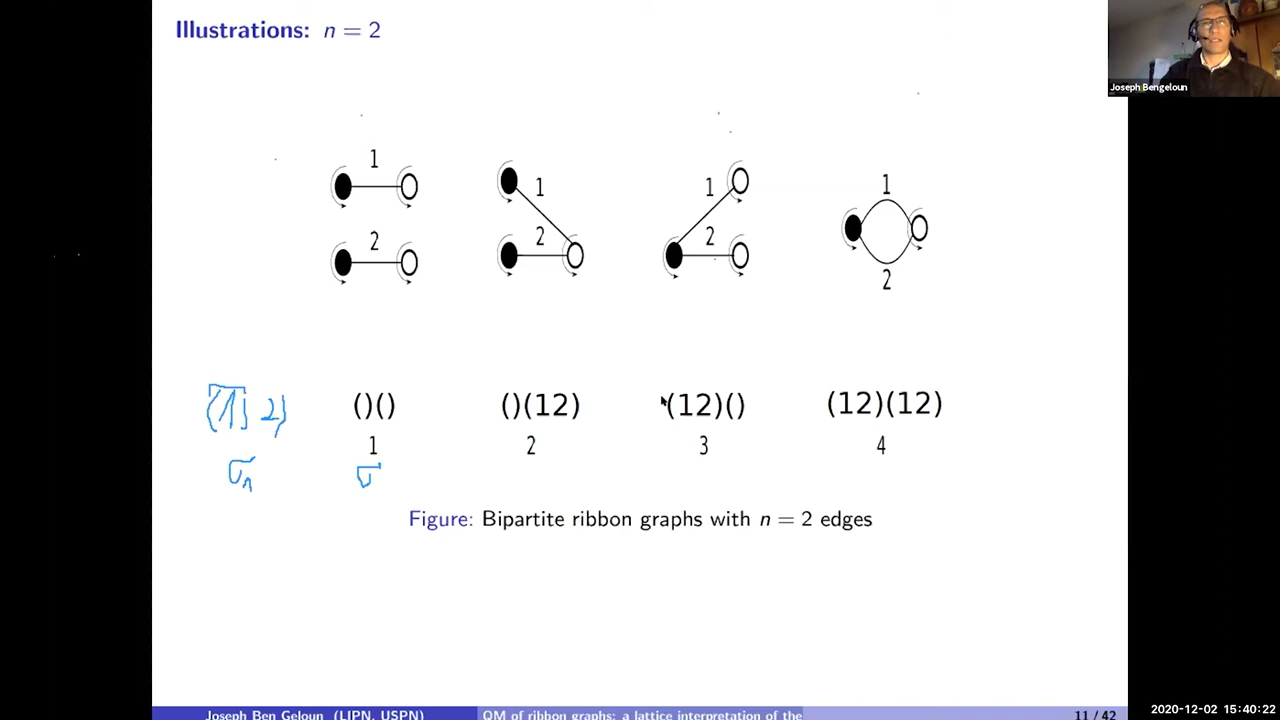 Illustrations: n = 2
Joseph Bengeloun
1
1
1
1
2
2
2
2
()()
()(12)
(12)()
(12)(12)
1
2
3
4
Figure: Bipartite ribbon graphs with n = 2 edges
Joseph Ben Geloun (LIPN, USPN)
QM of ribbon graphs: a lattice interpretation of the
11 / 42
2020-12-02 15:40:22